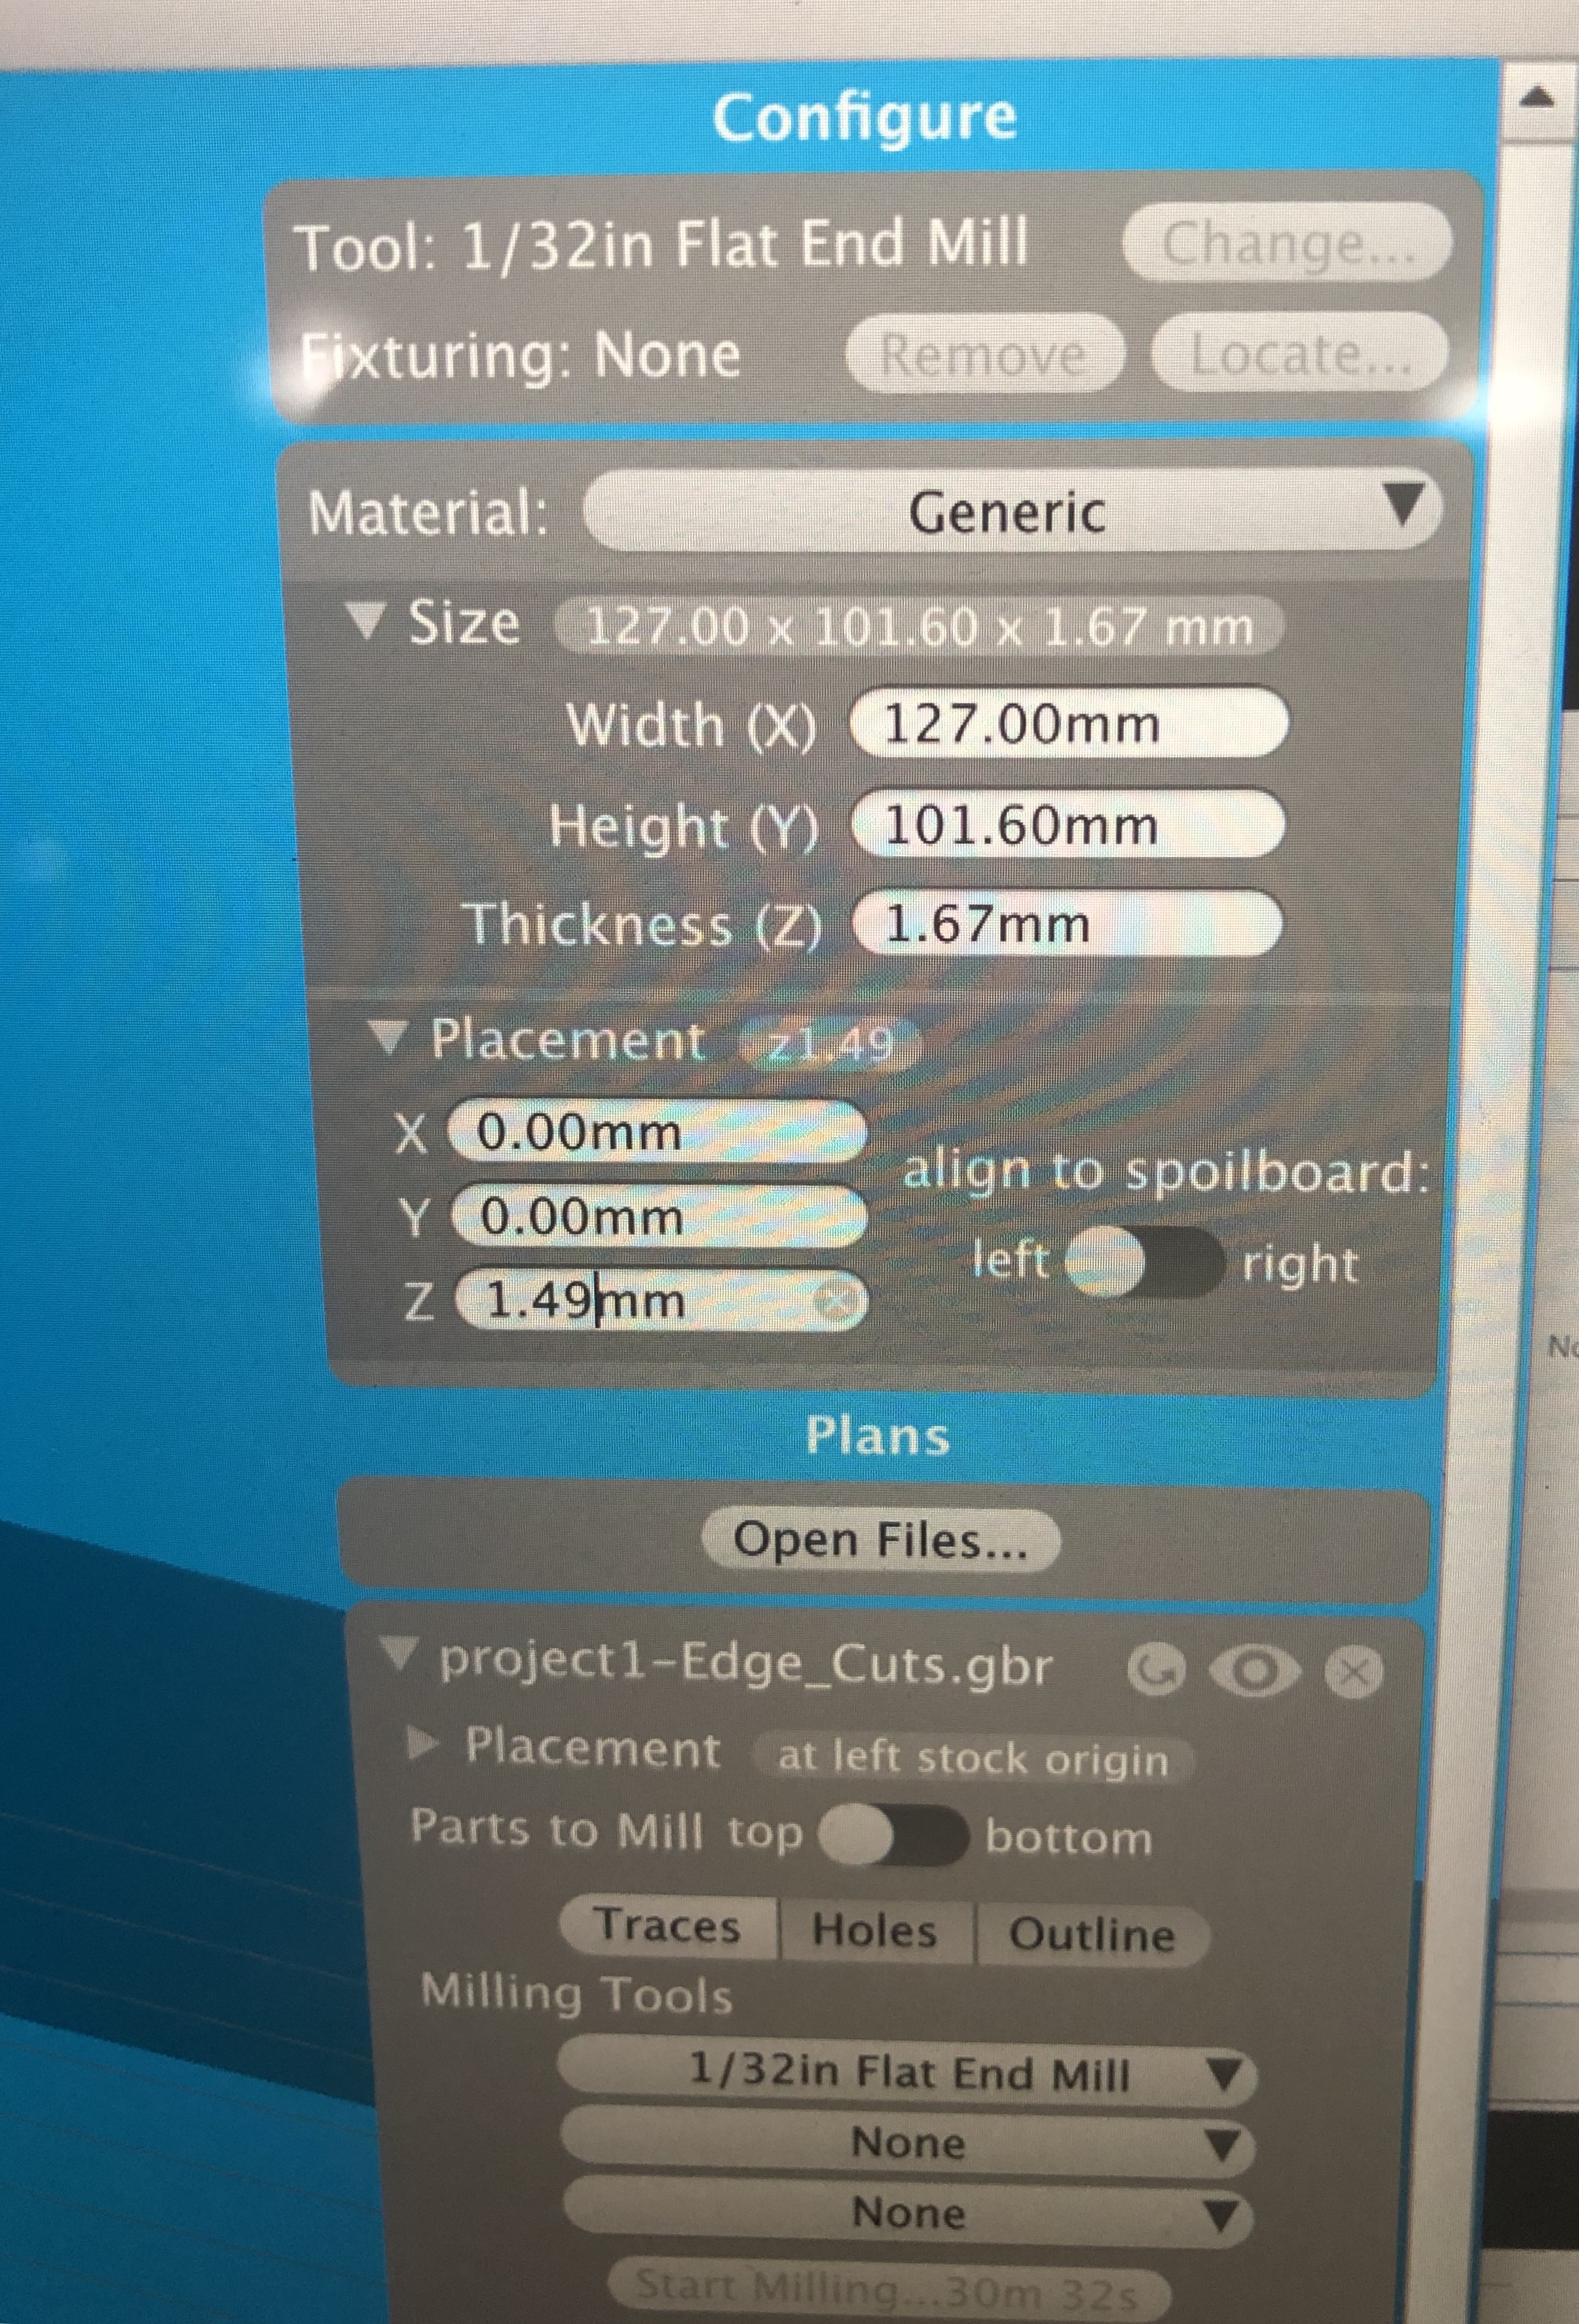 Configure
Tool: 1/32in Flat End Mill Change...
Fixturing: None Remove Locate...
Material: Generic
Size 127.00 x 101.60 x 1.67 mm
Width (X) 127.00mm
Height (Y) 101.60mm
Thickness (Z) 1.67mm
Placement z1.49
X 0.00mm
align to spoilboard:
Y 0.00mm
left right
Z 1.49mm
Plans
Open Files...
project1-Edge_Cuts.gbr
Placement at left stock origin
Parts to Mill top bottom
Traces Holes Outline
Milling Tools
1/32in Flat End Mill
None
None
Start Milling...30m 32s